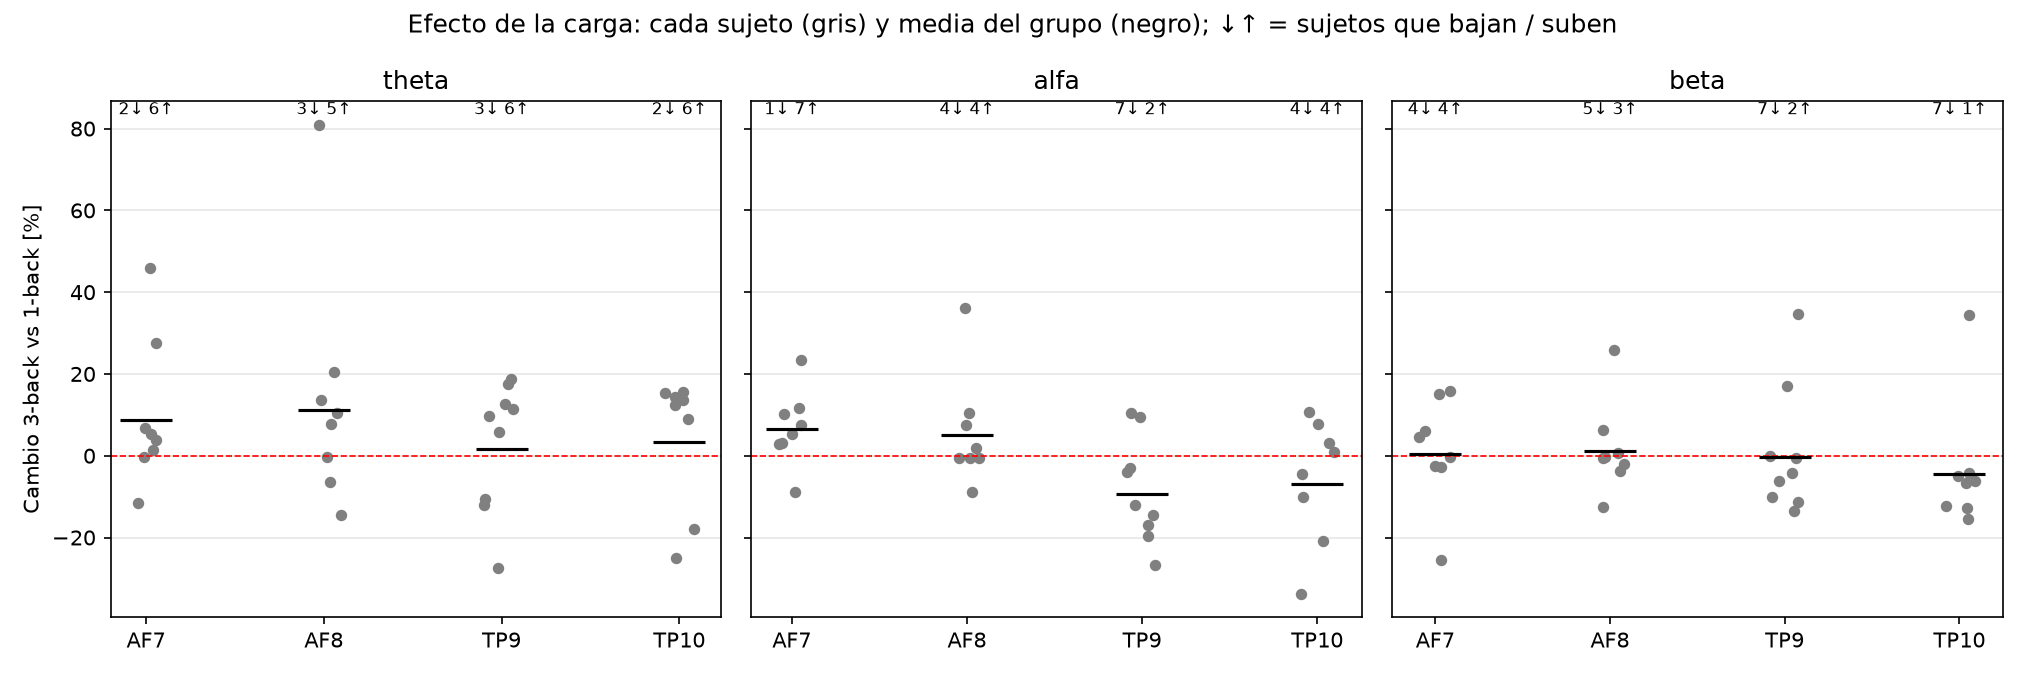 Efecto de la carga: cada sujeto (gris) y media del grupo (negro); ↓↑ = sujetos que bajan / suben
theta alfa beta
2↓ 6↑ 3↓ 5↑ 3↓ 6↑ 2↓ 6↑ 1↓ 7↑ 4↓ 4↑ 7↓ 2↑ 4↓ 4↑ 4↓ 4↑ 5↓ 3↑ 7↓ 2↑ 7↓ 1↑
80
60
40
20
0
−20
Cambio 3-back vs 1-back [%]
AF7 AF8 TP9 TP10 AF7 AF8 TP9 TP10 AF7 AF8 TP9 TP10